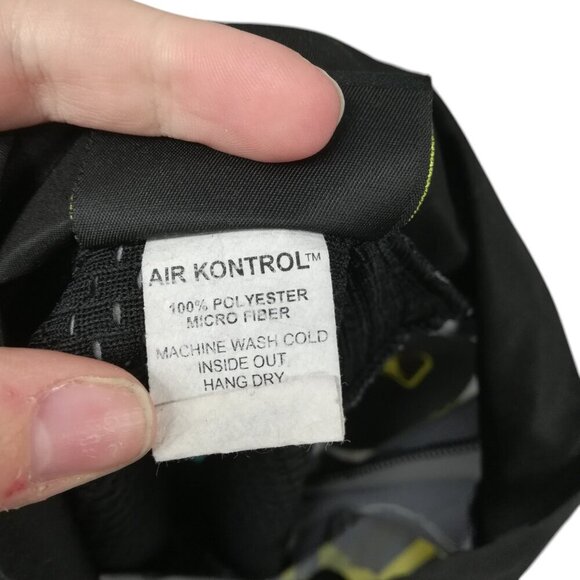 AIR KONTROL™
100% POLYESTER
MICRO FIBER
MACHINE WASH COLD
INSIDE OUT
HANG DRY